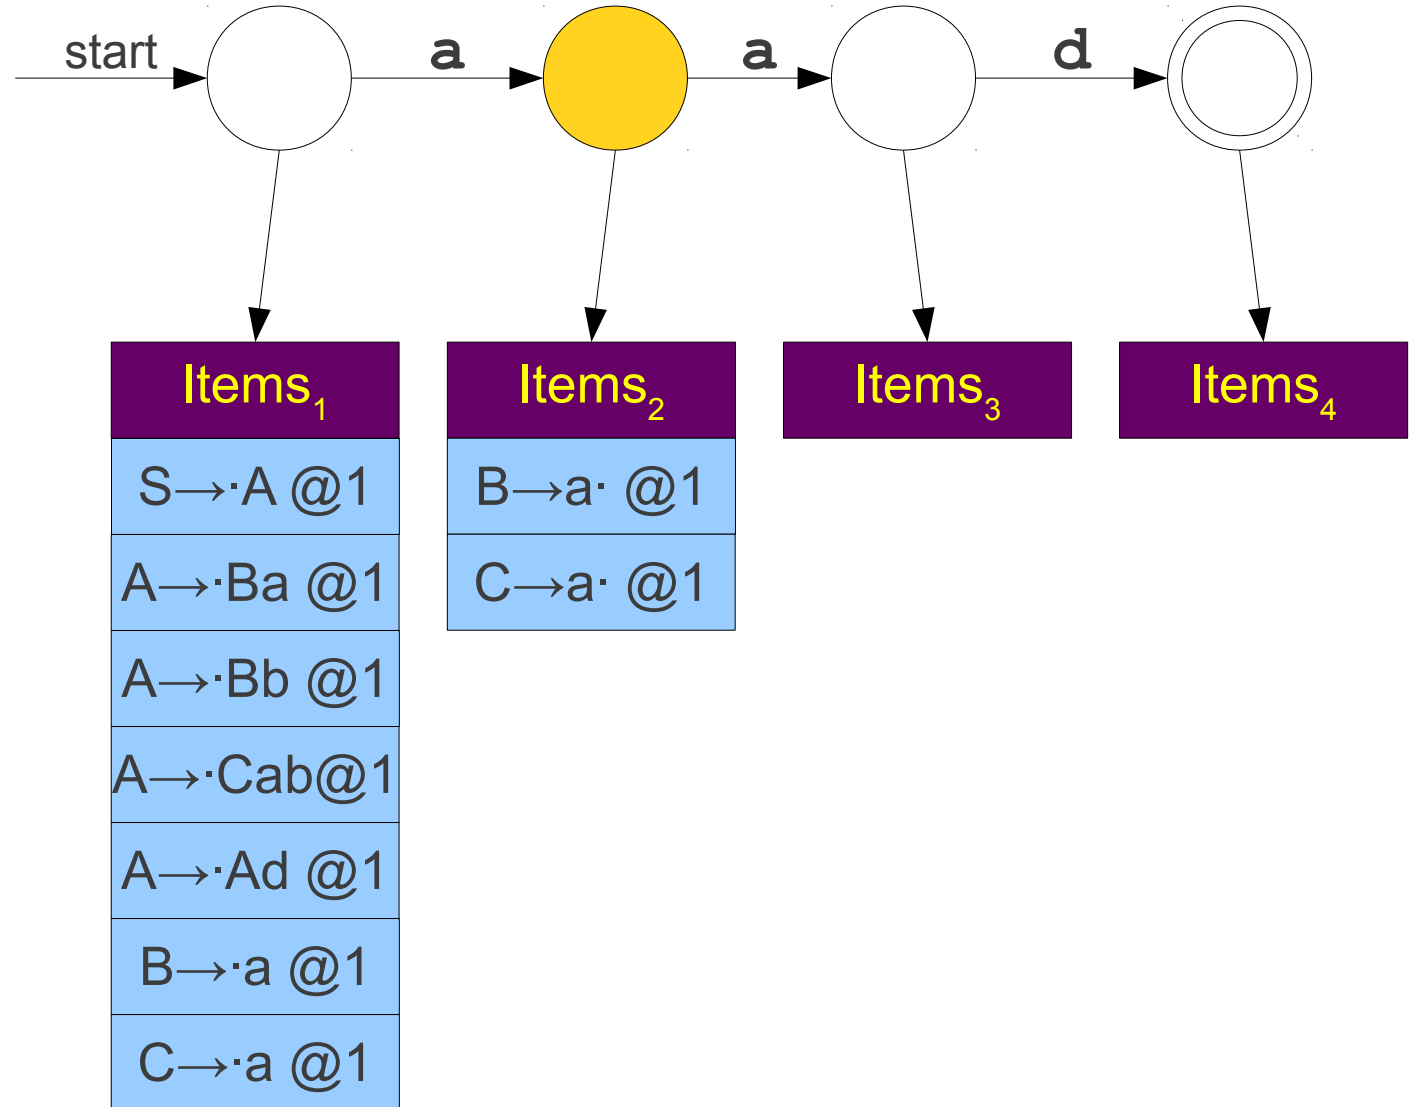 start a a d
Items₁ Items₂ Items₃ Items₄
S→·A @1
A→·Ba @1
A→·Bb @1
A→·Cab@1
A→·Ad @1
B→·a @1
C→·a @1
B→a· @1
C→a· @1